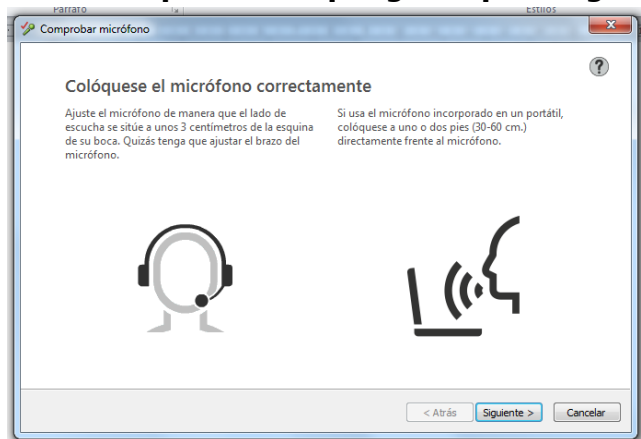 Párrafo Estilos
Comprobar micrófono
Colóquese el micrófono correctamente
Ajuste el micrófono de manera que el lado de
escucha se sitúe a unos 3 centímetros de la esquina
de su boca. Quizás tenga que ajustar el brazo del
micrófono.
Si usa el micrófono incorporado en un portátil,
colóquese a uno o dos pies (30-60 cm.)
directamente frente al micrófono.
< Atrás Siguiente > Cancelar